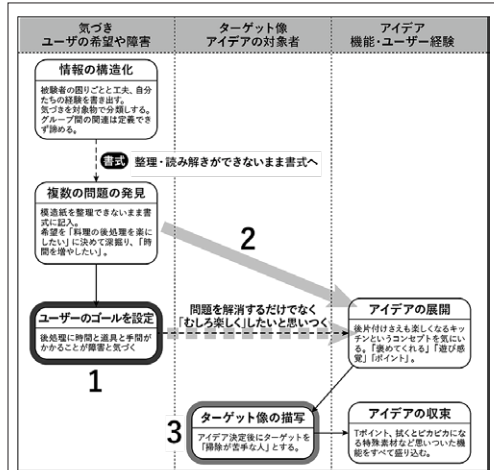 気づき
ユーザの希望や障害
ターゲット像
アイデアの対象者
アイデア
機能・ユーザー経験
情報の構造化
被験者の困りごとと工夫、自分
たちの経験を書き出す。
気づきを対象物で分類しする。
グループ間の関連は定義でき
ず諦める。
書式 整理・読み解きができないまま書式へ
複数の問題の発見
模造紙を整理できないまま書
式に記入。
希望を「料理の後処理を楽に
したい」に決めて深掘り、「時
間を増やしたい」。
2
ユーザーのゴールを設定
後処理に時間と道具と手間が
かかることが障害と気づく
1
問題を解消するだけでなく
「むしろ楽しく」したいと思いつく
アイデアの展開
後片付けさえも楽しくなるキッ
チンというコンセプトを気にい
る。「褒めてくれる」「遊び感
覚」「ポイント」。
3
ターゲット像の描写
アイデア決定後にターゲットを
「掃除が苦手な人」とする。
アイデアの収束
Tポイント、拭くとピカピカにな
る特殊素材など思いついた機
能をすべて盛り込む。